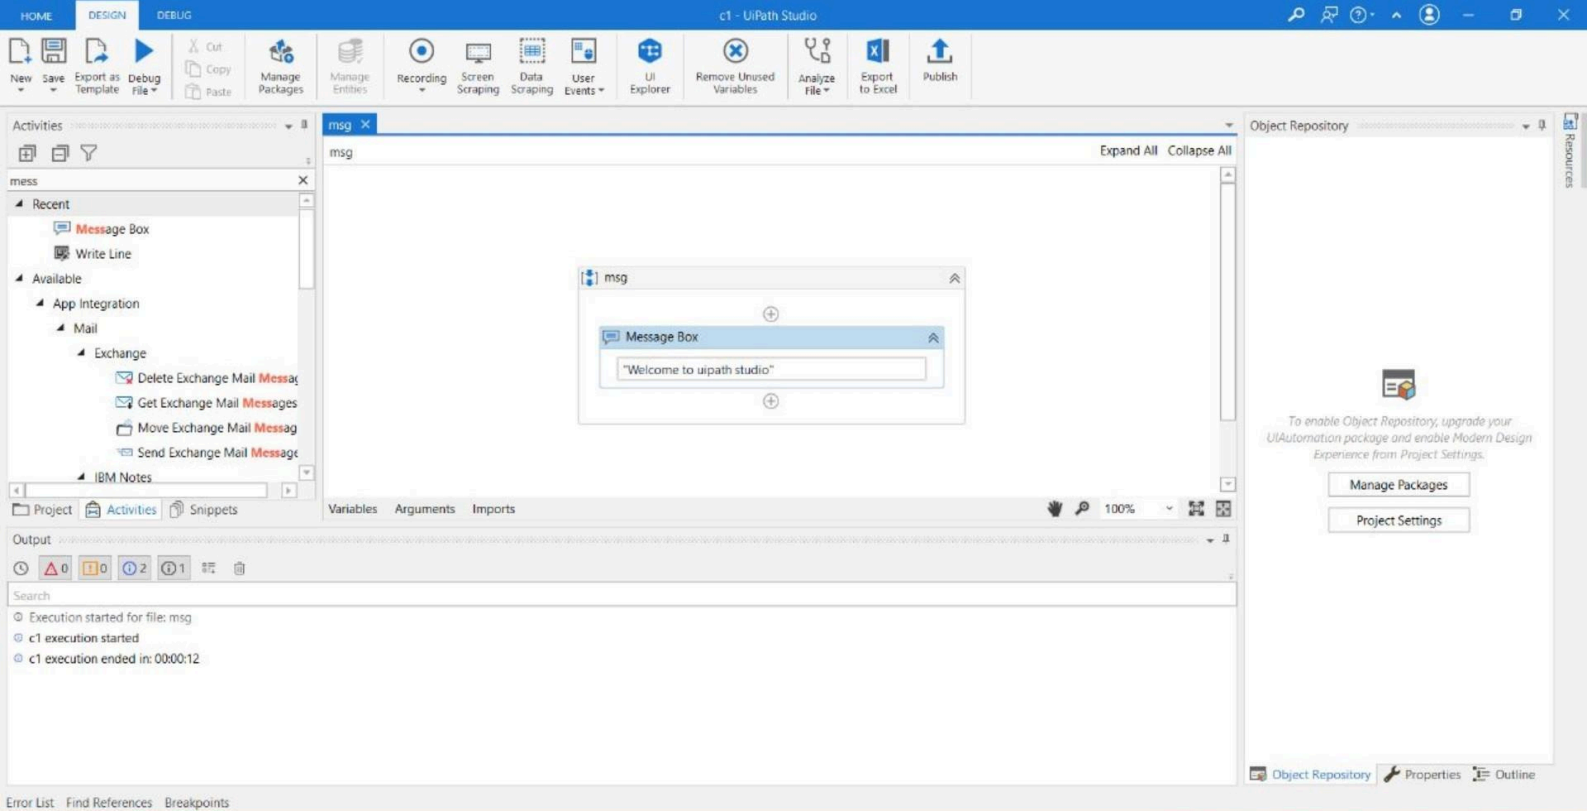 HOME DESIGN DEBUG
c1 - UiPath Studio
New
Save
Export as Template
Debug File
Cut
Copy
Paste
Manage Packages
Manage Entities
Recording
Screen Scraping
Data Scraping
User Events
UI Explorer
Remove Unused Variables
Analyze File
Export to Excel
Publish
Activities
mess
Recent
Message Box
Write Line
Available
App Integration
Mail
Exchange
Delete Exchange Mail Messag
Get Exchange Mail Messages
Move Exchange Mail Messag
Send Exchange Mail Message
IBM Notes
Project Activities Snippets
msg
msg
Expand All Collapse All
msg
Message Box
"Welcome to uipath studio"
Variables Arguments Imports
100%
Object Repository
Resources
To enable Object Repository, upgrade your
UIAutomation package and enable Modern Design
Experience from Project Settings.
Manage Packages
Project Settings
Object Repository Properties Outline
Output
0 0 2 1
Search
Execution started for file: msg
c1 execution started
c1 execution ended in: 00:00:12
Error List Find References Breakpoints